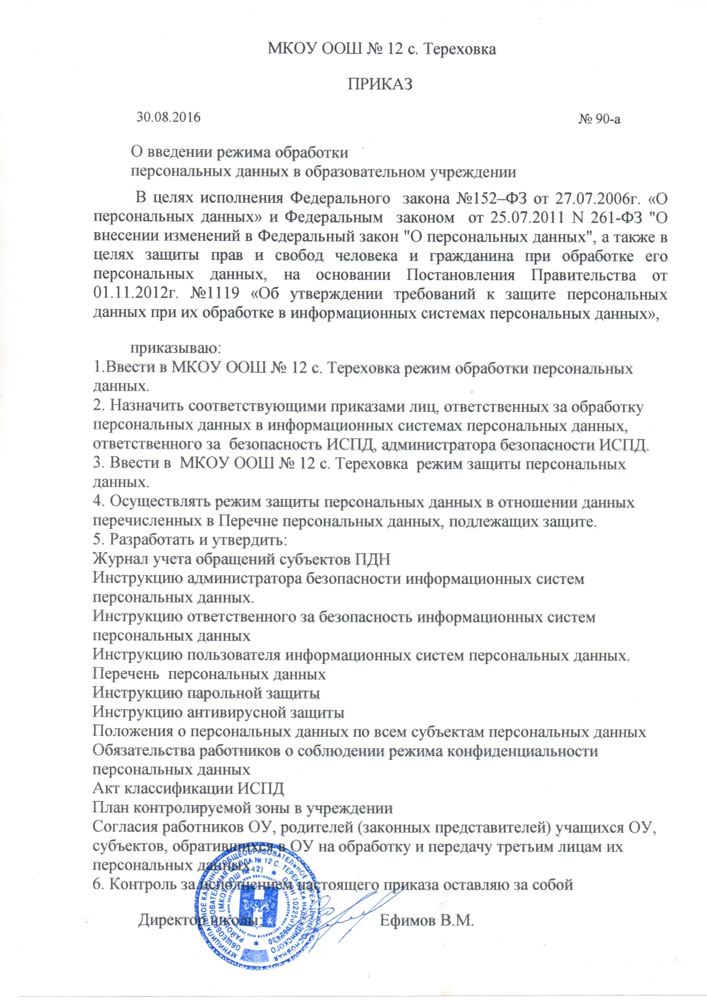 МКОУ ООШ № 12 с. Тереховка
ПРИКАЗ
30.08.2016 № 90-а
О введении режима обработки
персональных данных в образовательном учреждении
В целях исполнения Федерального закона №152–ФЗ от 27.07.2006г. «О
персональных данных» и Федеральным законом от 25.07.2011 N 261-ФЗ "О
внесении изменений в Федеральный закон "О персональных данных", а также в
целях защиты прав и свобод человека и гражданина при обработке его
персональных данных, на основании Постановления Правительства от
01.11.2012г. №1119 «Об утверждении требований к защите персональных
данных при их обработке в информационных системах персональных данных»,
приказываю:
1.Ввести в МКОУ ООШ № 12 с. Тереховка режим обработки персональных
данных.
2. Назначить соответствующими приказами лиц, ответственных за обработку
персональных данных в информационных системах персональных данных,
ответственного за безопасность ИСПД, администратора безопасности ИСПД.
3. Ввести в МКОУ ООШ № 12 с. Тереховка режим защиты персональных
данных.
4. Осуществлять режим защиты персональных данных в отношении данных
перечисленных в Перечне персональных данных, подлежащих защите.
5. Разработать и утвердить:
Журнал учета обращений субъектов ПДН
Инструкцию администратора безопасности информационных систем
персональных данных.
Инструкцию ответственного за безопасность информационных систем
персональных данных
Инструкцию пользователя информационных систем персональных данных.
Перечень персональных данных
Инструкцию парольной защиты
Инструкцию антивирусной защиты
Положения о персональных данных по всем субъектам персональных данных
Обязательства работников о соблюдении режима конфиденциальности
персональных данных
Акт классификации ИСПД
План контролируемой зоны в учреждении
Согласия работников ОУ, родителей (законных представителей) учащихся ОУ,
субъектов, обратившихся в ОУ на обработку и передачу третьим лицам их
персональных данных.
6. Контроль за исполнением настоящего приказа оставляю за собой
Директор школы: Ефимов В.М.
МУНИЦИПАЛЬНОЕ КАЗЕННОЕ ОБЩЕОБРАЗОВАТЕЛЬНОЕ УЧРЕЖДЕНИЕ ОСНОВНАЯ
ОБЩЕОБРАЗОВАТЕЛЬНАЯ ШКОЛА № 12 С. ТЕРЕХОВКА НАДЕЖДИНСКОГО
РАЙОНА (МКОУ ООШ № 12) * ОГРН 1022501062430 *